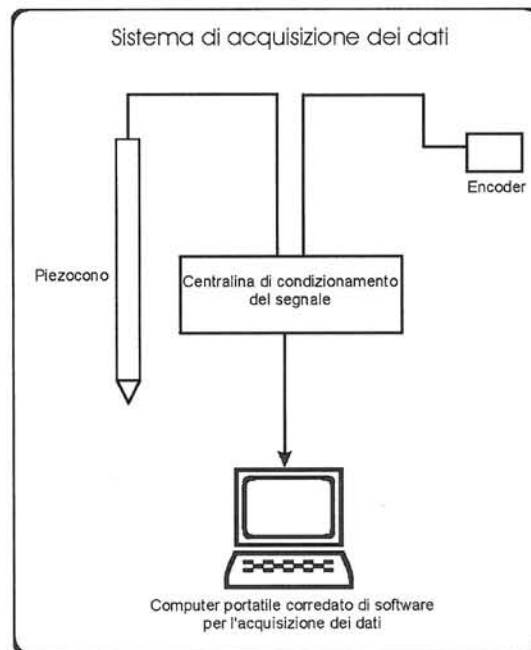 Sistema di acquisizione dei dati
Encoder
Piezocono
Centralina di condizionamento
del segnale
Computer portatile corredato di software
per l'acquisizione dei dati